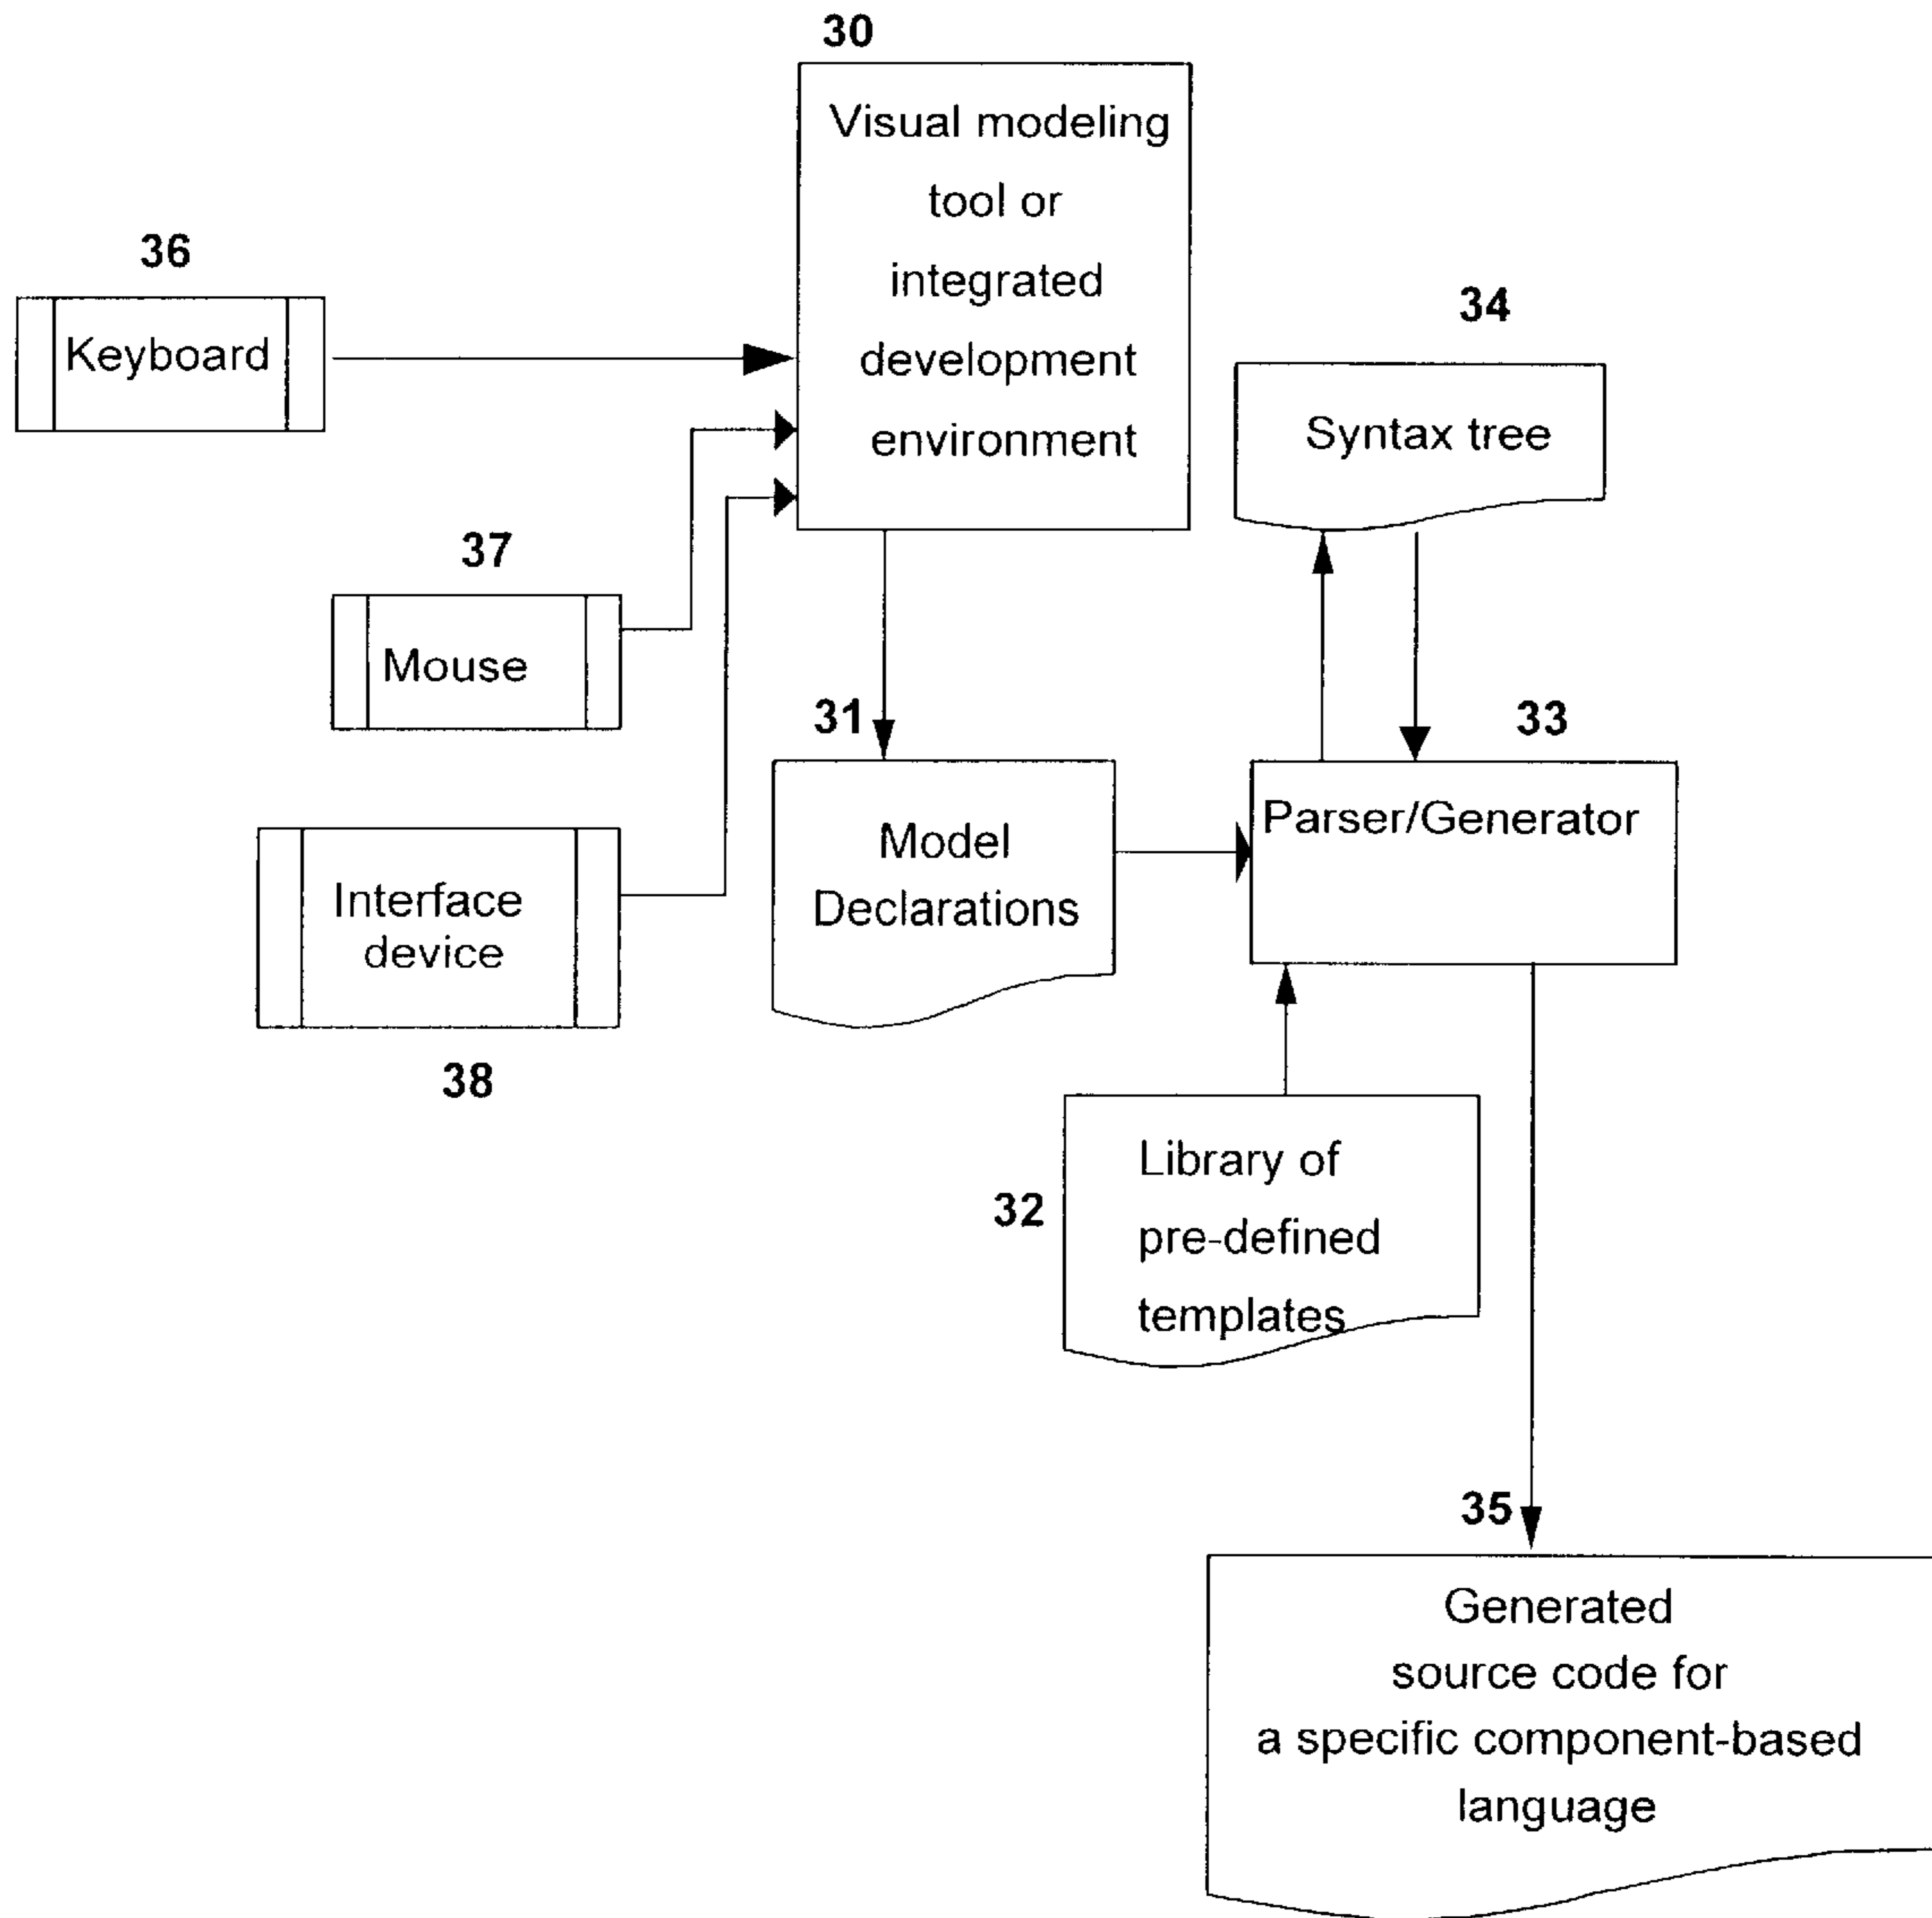 30
Visual modeling
tool or
integrated
development
environment
36
Keyboard
34
Syntax tree
37
Mouse
31
Model
Declarations
33
Parser/Generator
Interface
device
38
32
Library of
pre-defined
templates
35
Generated
source code for
a specific component-based
language